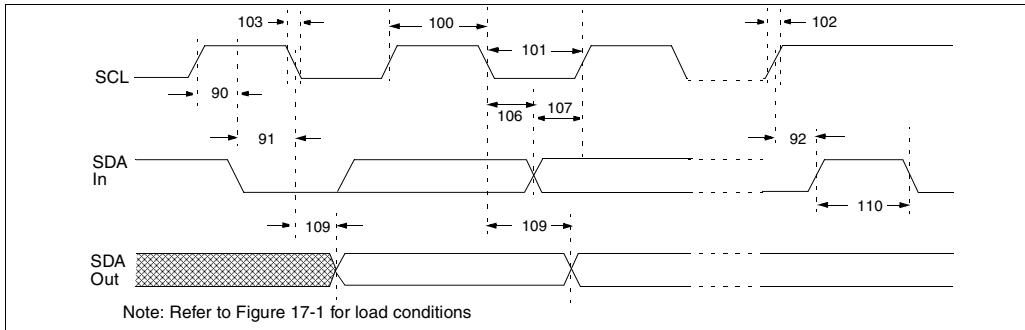 103
100
101
102
SCL
90
106
107
91
92
SDA
In
110
109
109
SDA
Out
Note: Refer to Figure 17-1 for load conditions